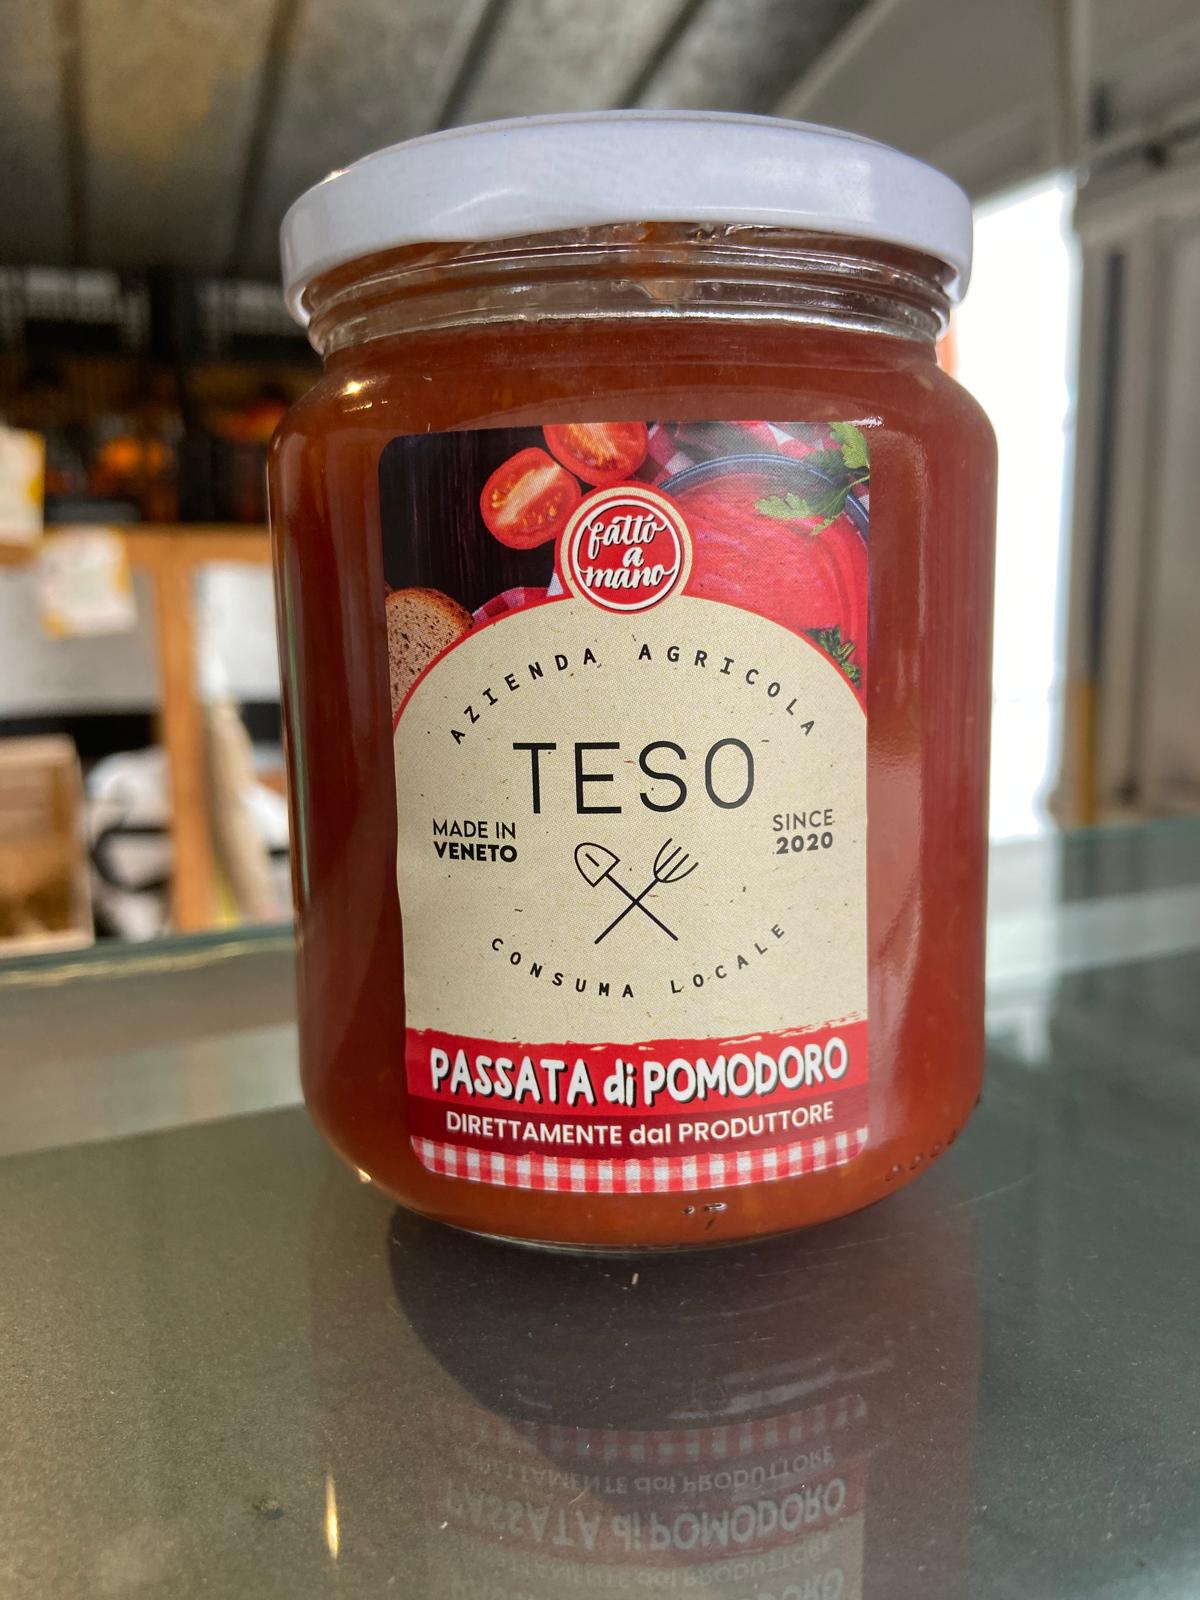 fatto
a
mano
AZIENDA AGRICOLA
TESO
MADE IN
VENETO
SINCE
2020
CONSUMA LOCALE
PASSATA di POMODORO
DIRETTAMENTE dal PRODUTTORE